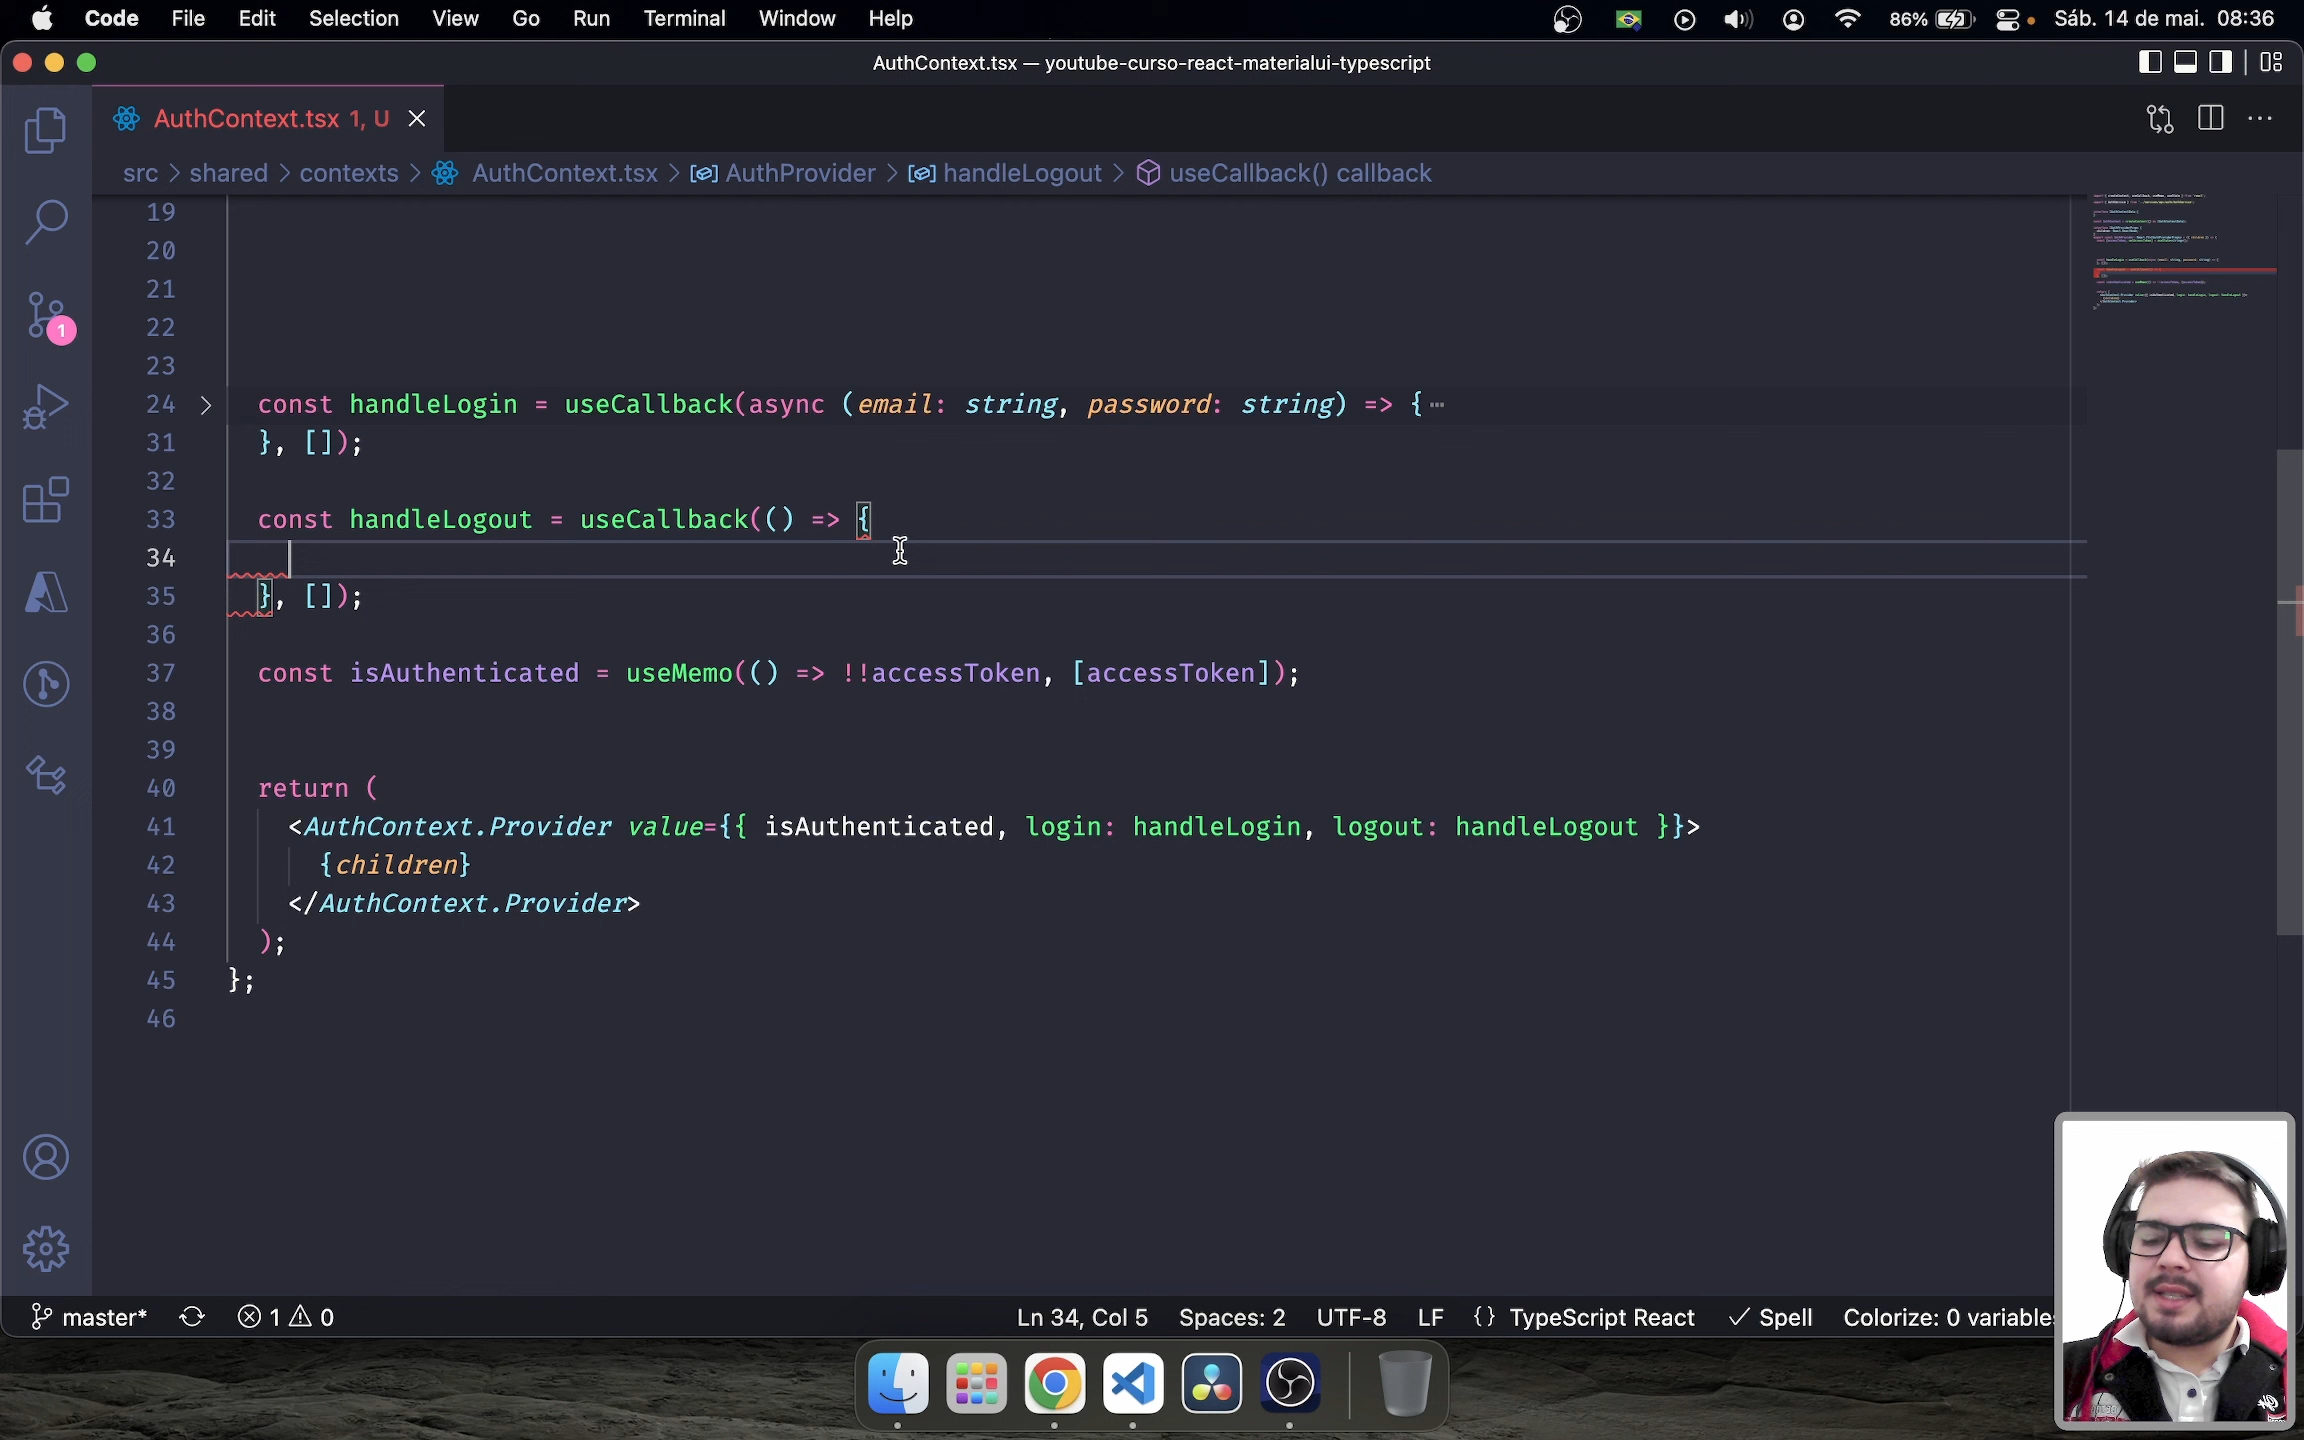 Code File Edit Selection View Go Run Terminal Window Help 86% Sáb. 14 de mai. 08:36
AuthContext.tsx — youtube-curso-react-materialui-typescript
AuthContext.tsx 1, U
src > shared > contexts > AuthContext.tsx > AuthProvider > handleLogout > useCallback() callback
19
20
21
22
23
24 const handleLogin = useCallback(async (email: string, password: string) => {…
31 }, []);
32
33 const handleLogout = useCallback(() => {
34
35 }, []);
36
37 const isAuthenticated = useMemo(() => !!accessToken, [accessToken]);
38
39
40 return (
41 <AuthContext.Provider value={{ isAuthenticated, login: handleLogin, logout: handleLogout }}>
42 {children}
43 </AuthContext.Provider>
44 );
45 };
46
1
master* 1 0 Ln 34, Col 5 Spaces: 2 UTF-8 LF {} TypeScript React Spell Colorize: 0 variables